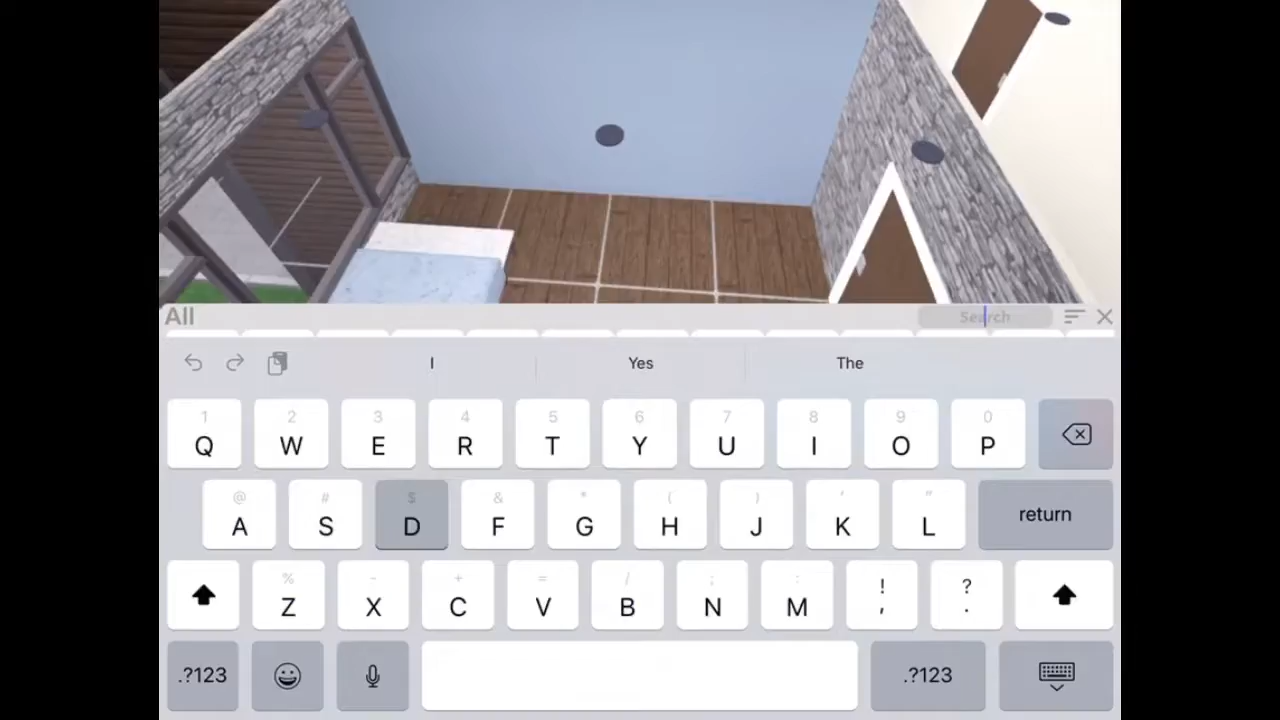 All Search
I Yes The
1 2 3 4 5 6 7 8 9 0
Q W E R T Y U I O P
@ # $ & * ( ) ' "
A S D F G H J K L return
% - + = / ; : ! ?
Z X C V B N M , .
.?123 .?123